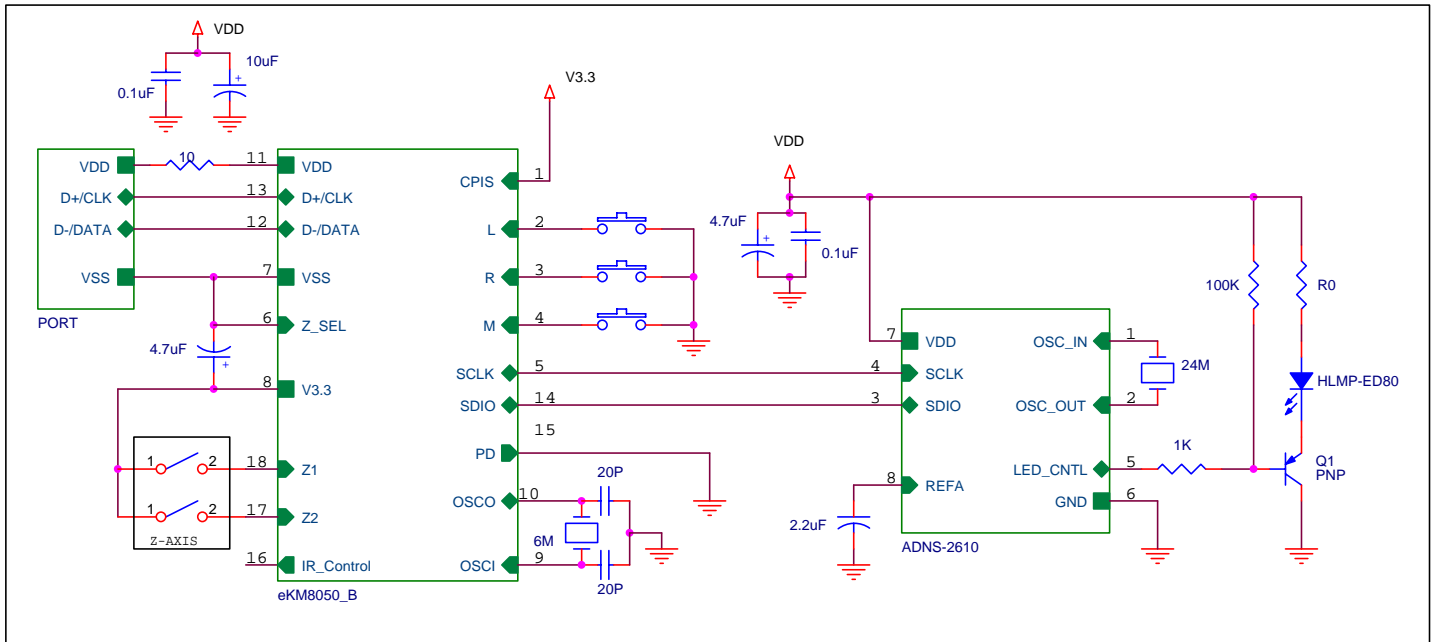 VDD
10uF
0.1uF
V3.3
VDD
4.7uF
0.1uF
VDD
D+/CLK
D-/DATA
VSS
PORT
10
11
13
12
7
6
4.7uF
8
1
2
18
1
2
17
Z-AXIS
16
VDD
D+/CLK
D-/DATA
VSS
Z_SEL
V3.3
Z1
Z2
IR_Control
eKM8050_B
CPIS
L
R
M
SCLK
SDIO
PD
OSCO
OSCI
1
2
3
4
5
14
15
10
9
20P
6M
20P
7
4
3
8
2.2uF
VDD
SCLK
SDIO
REFA
ADNS-2610
OSC_IN
OSC_OUT
LED_CNTL
GND
1
2
5
6
24M
1K
100K
R0
HLMP-ED80
Q1
PNP